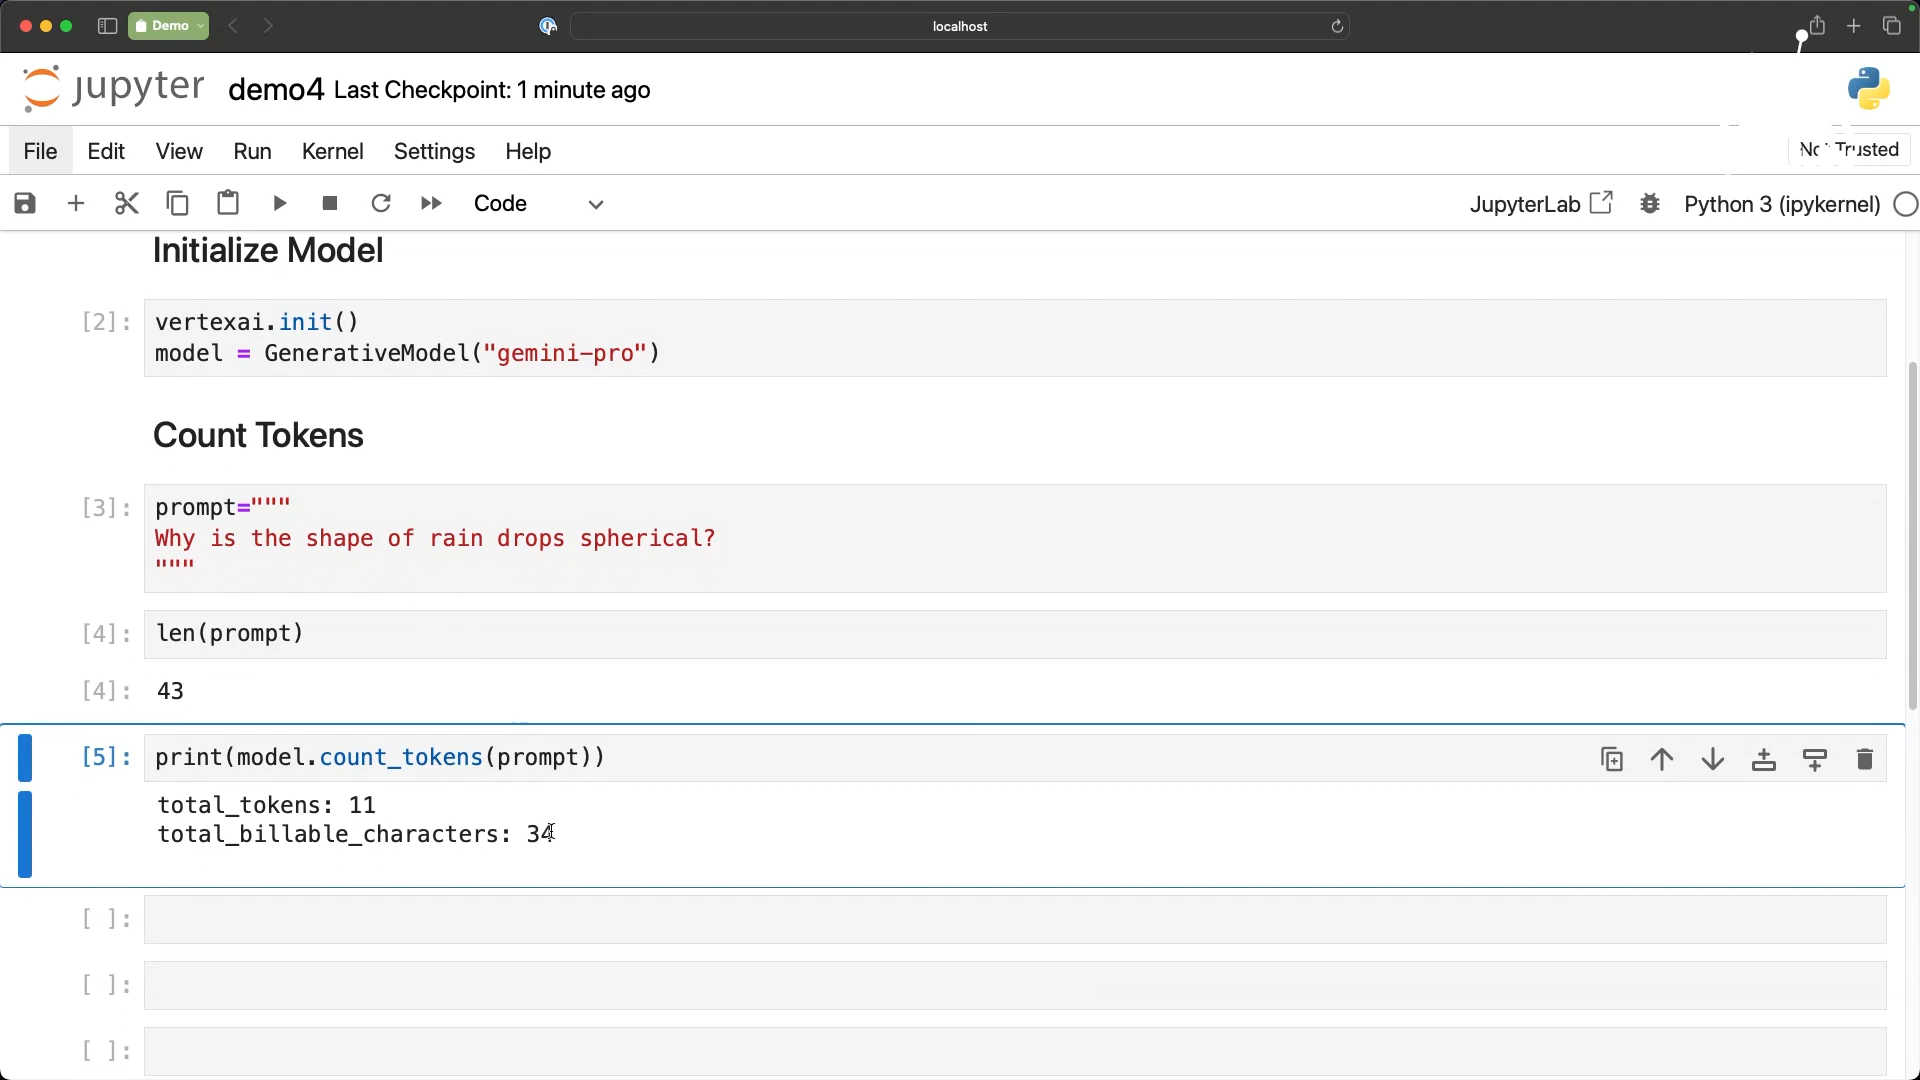 Demo
localhost
jupyter demo4 Last Checkpoint: 1 minute ago
File Edit View Run Kernel Settings Help
Trusted
Code
JupyterLab Python 3 (ipykernel)
Initialize Model
[2]: vertexai.init()
model = GenerativeModel("gemini-pro")
Count Tokens
[3]: prompt="""
Why is the shape of rain drops spherical?
"""
[4]: len(prompt)
[4]: 43
[5]: print(model.count_tokens(prompt))
total_tokens: 11
total_billable_characters: 34
[ ]:
[ ]:
[ ]: